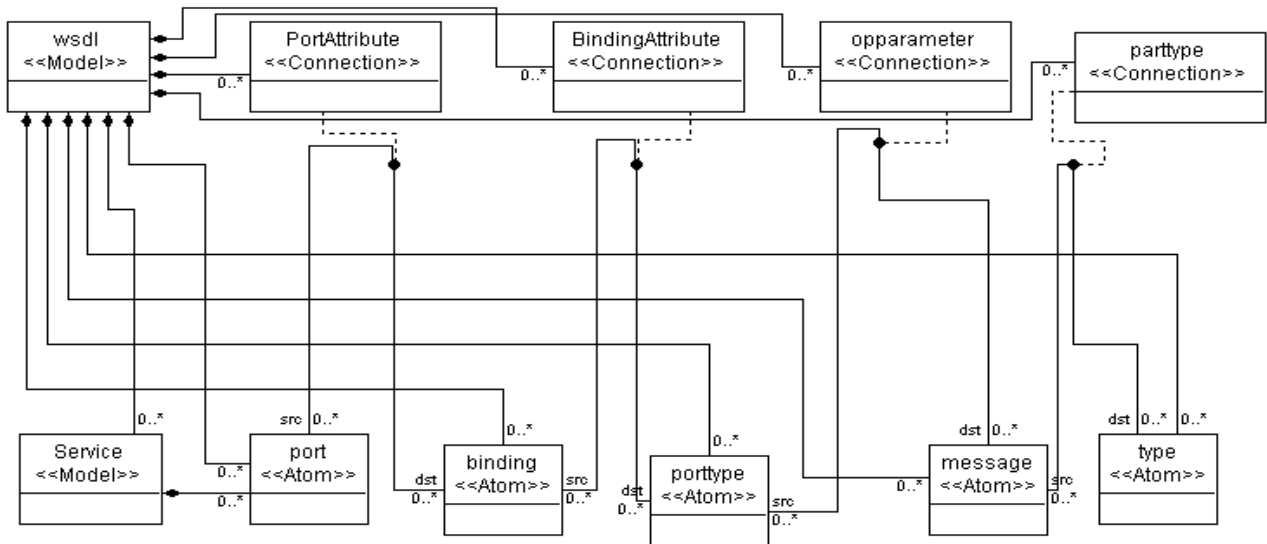 wsdl
<<Model>>
PortAttribute
<<Connection>>
0..*
BindingAttribute
<<Connection>>
0..*
opparameter
<<Connection>>
0..*
parttype
<<Connection>>
0..*
0..*
Service
<<Model>>
src 0..*
port
<<Atom>>
0..*
0..*
0..*
binding
<<Atom>>
dst
0..*
src
0..*
0..*
porttype
<<Atom>>
dst
0..*
src
0..*
dst 0..*
message
<<Atom>>
0..*
src
0..*
dst 0..* 0..*
type
<<Atom>>